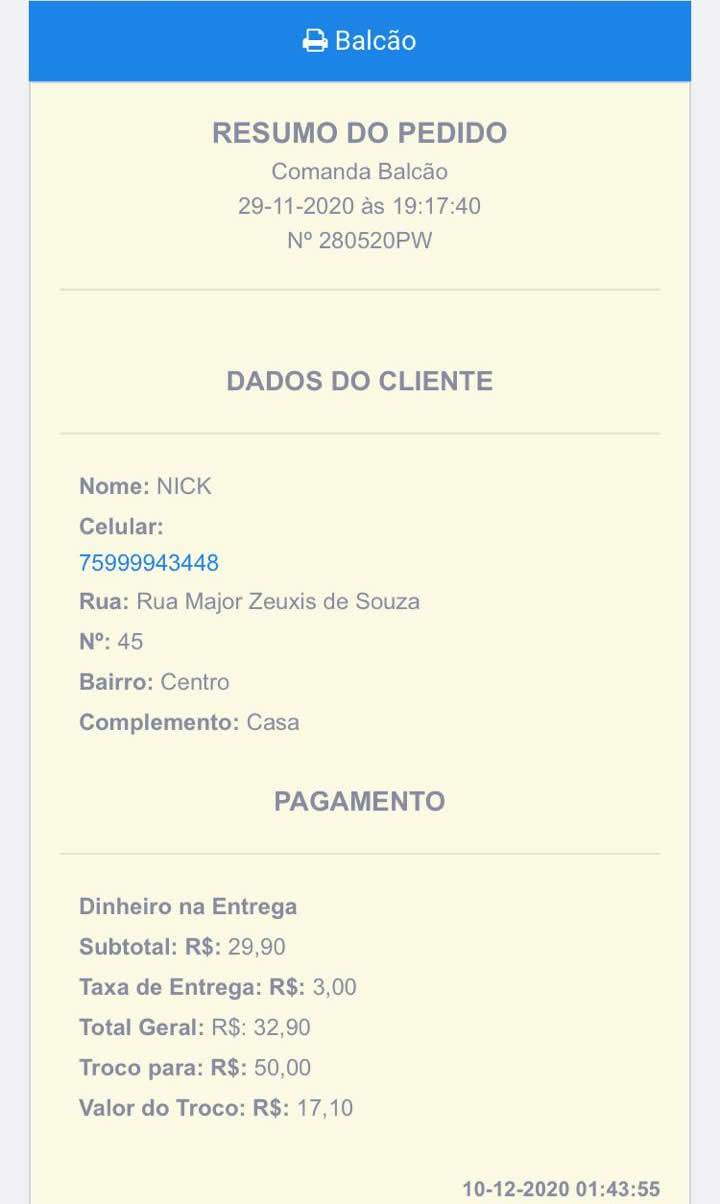 Balcão
RESUMO DO PEDIDO
Comanda Balcão
29-11-2020 às 19:17:40
Nº 280520PW
DADOS DO CLIENTE
Nome: NICK
Celular:
75999943448
Rua: Rua Major Zeuxis de Souza
Nº: 45
Bairro: Centro
Complemento: Casa
PAGAMENTO
Dinheiro na Entrega
Subtotal: R$: 29,90
Taxa de Entrega: R$: 3,00
Total Geral: R$: 32,90
Troco para: R$: 50,00
Valor do Troco: R$: 17,10
10-12-2020 01:43:55